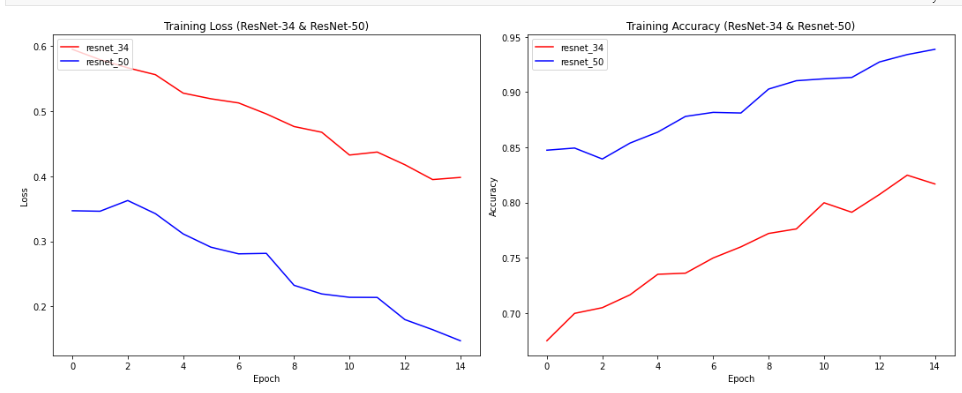 Training Loss (ResNet-34 & ResNet-50)
resnet_34
resnet_50
0.6
0.5
0.4
0.3
0.2
Loss
0 2 4 6 8 10 12 14
Epoch
Training Accuracy (ResNet-34 & Resnet-50)
resnet_34
resnet_50
0.95
0.90
0.85
0.80
0.75
0.70
Accuracy
0 2 4 6 8 10 12 14
Epoch